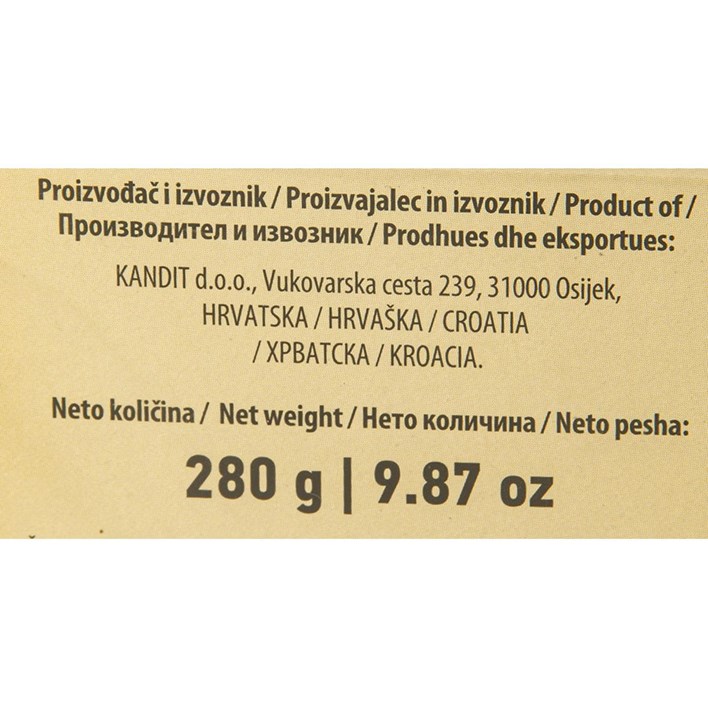 Proizvođač i izvoznik / Proizvajalec in izvoznik / Product of /
Производител и извозник / Prodhues dhe eksportues:
KANDIT d.o.o., Vukovarska cesta 239, 31000 Osijek,
HRVATSKA / HRVAŠKA / CROATIA
/ ХРВАТСКА / KROACIA.
Neto količina / Net weight / Нето количина / Neto pesha:
280 g | 9.87 oz